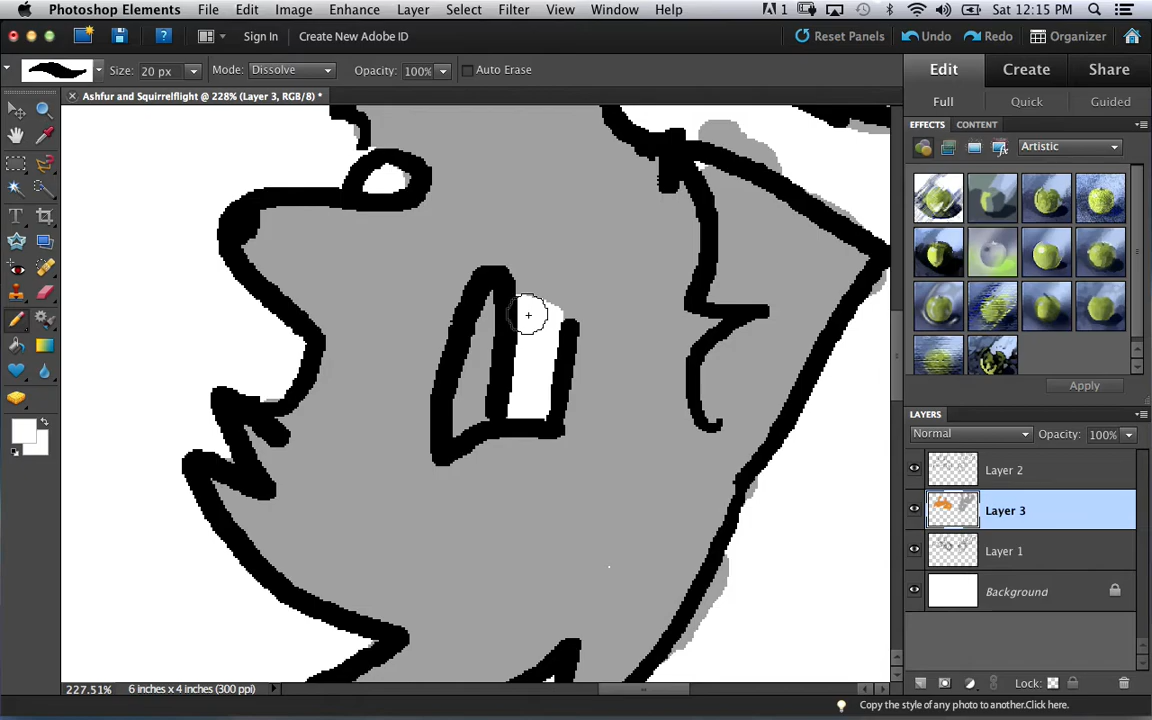 Photoshop Elements File Edit Image Enhance Layer Select Filter View Window Help 1 Sat 12:15 PM
Sign In Create New Adobe ID Reset Panels Undo Redo Organizer
Size: 20 px Mode: Dissolve Opacity: 100% Auto Erase
Edit Create Share
Ashfur and Squirrelflight @ 228% (Layer 3, RGB/8) *
Full Quick Guided
EFFECTS CONTENT
Artistic
Apply
LAYERS
Normal Opacity: 100%
Layer 2
Layer 3
Layer 1
Background
Lock:
227.51% 6 inches x 4 inches (300 ppi)
Copy the style of any photo to another.Click here.